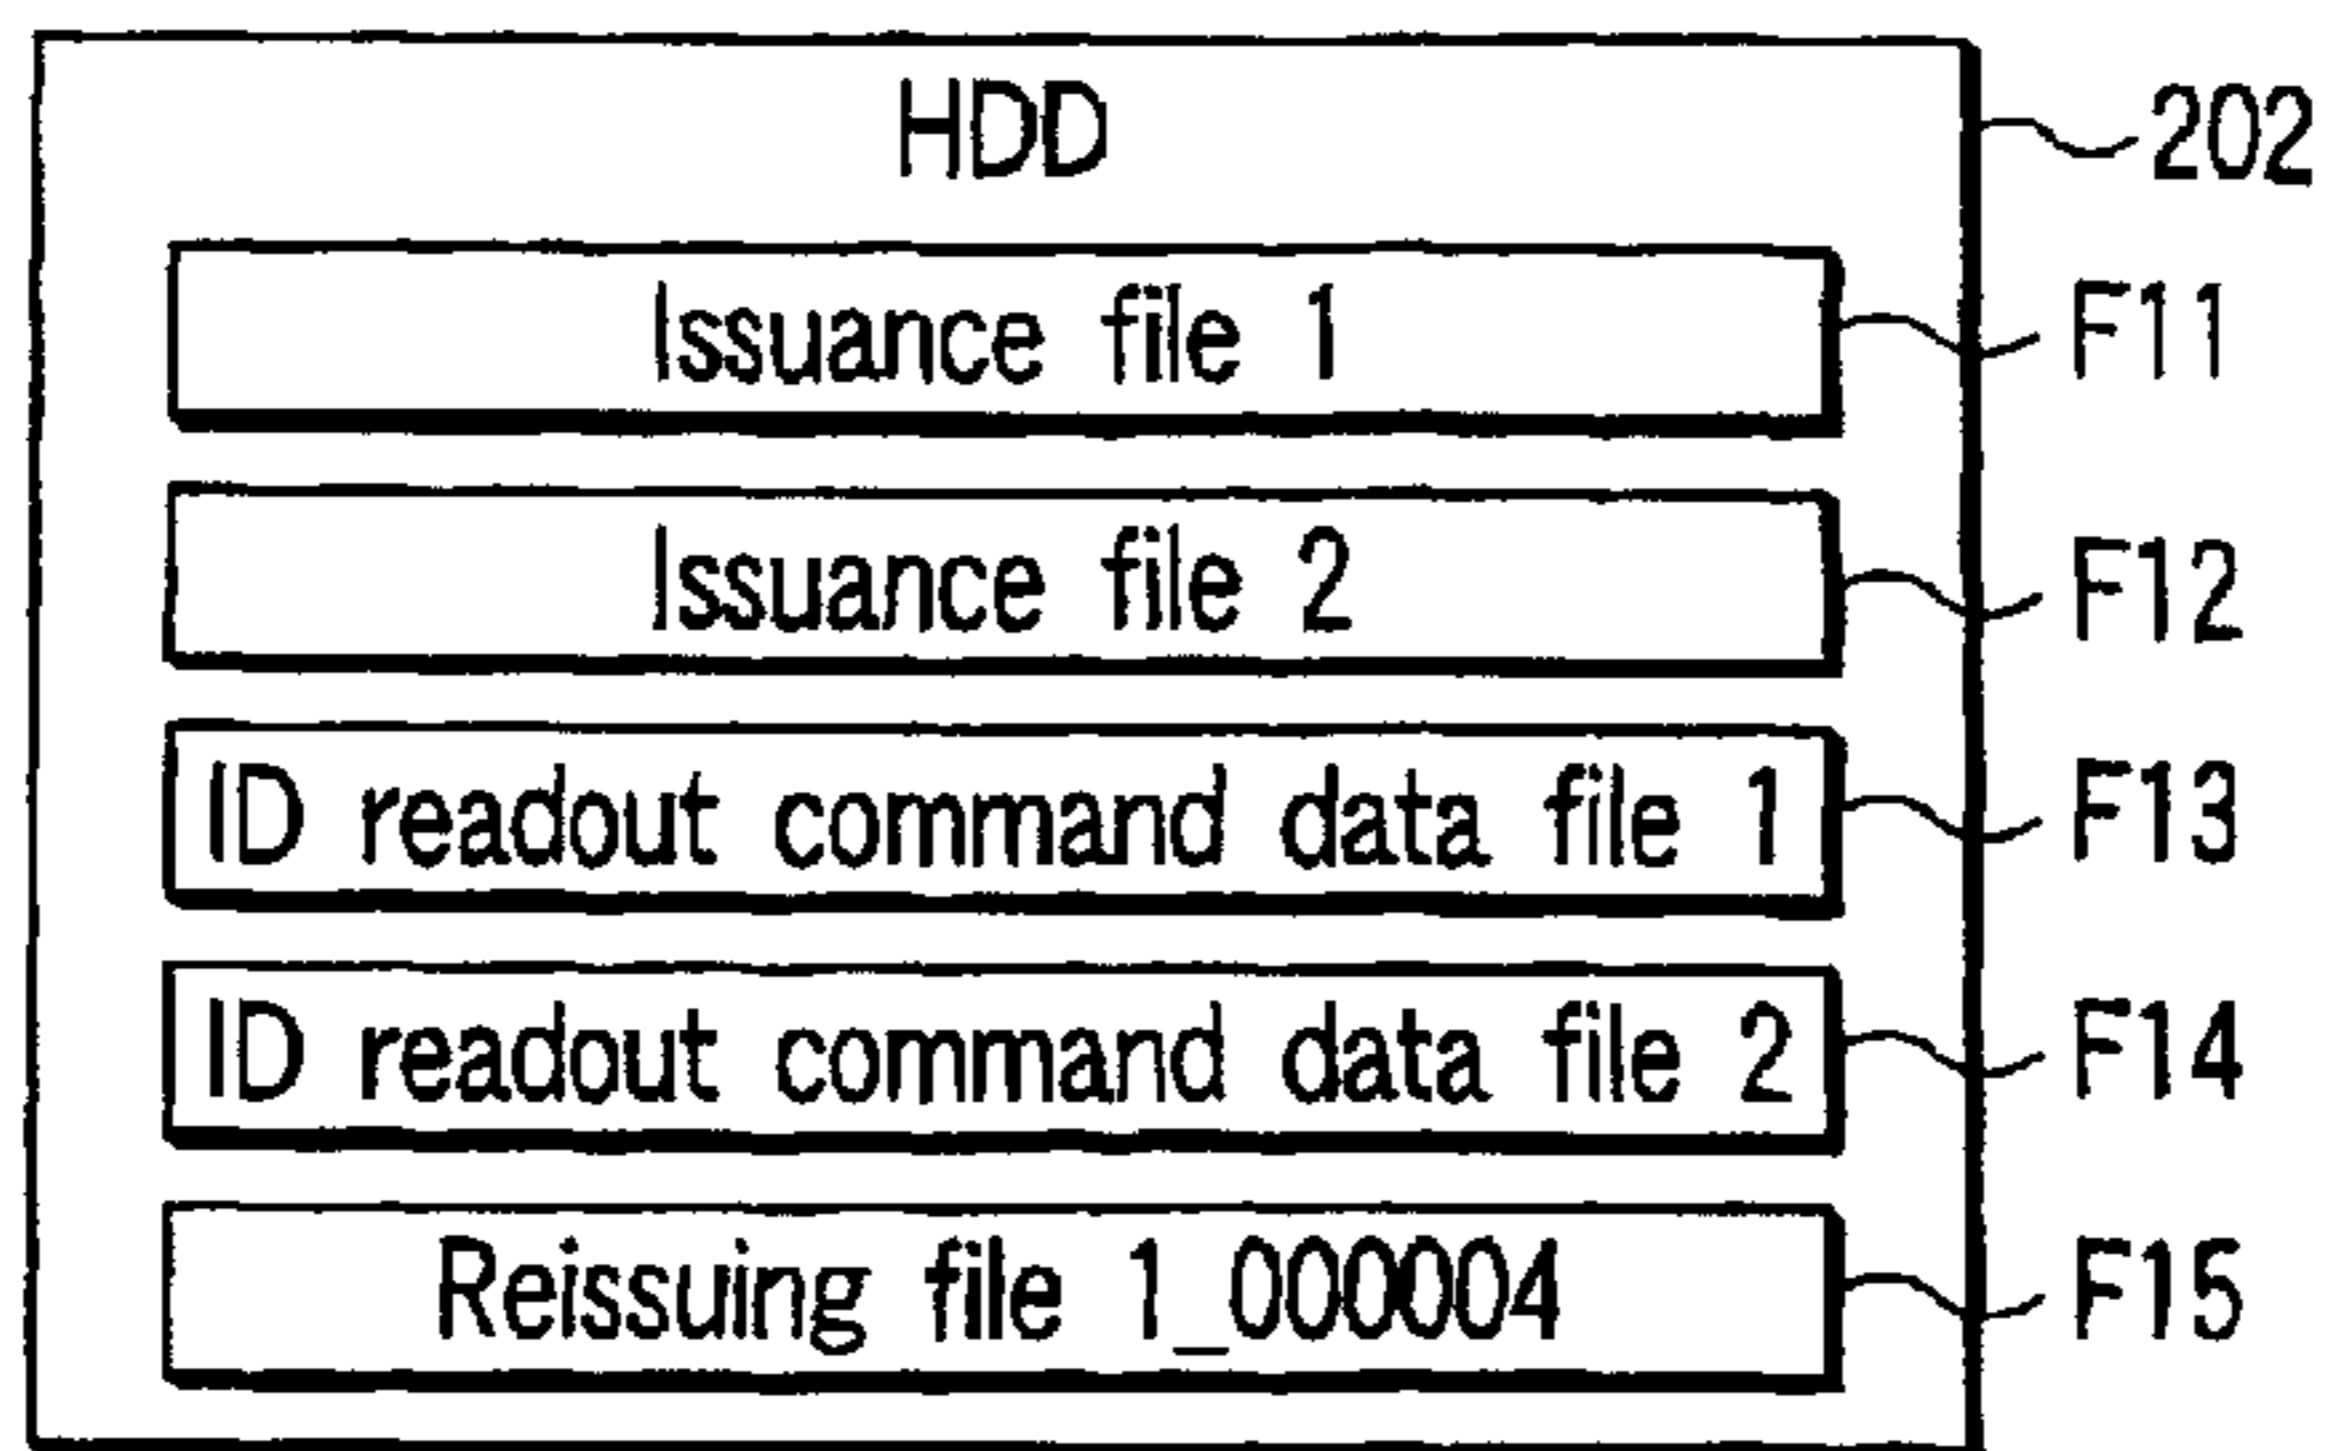 HDD 202
Issuance file 1 F11
Issuance file 2 F12
ID readout command data file 1 F13
ID readout command data file 2 F14
Reissuing file 1_000004 F15